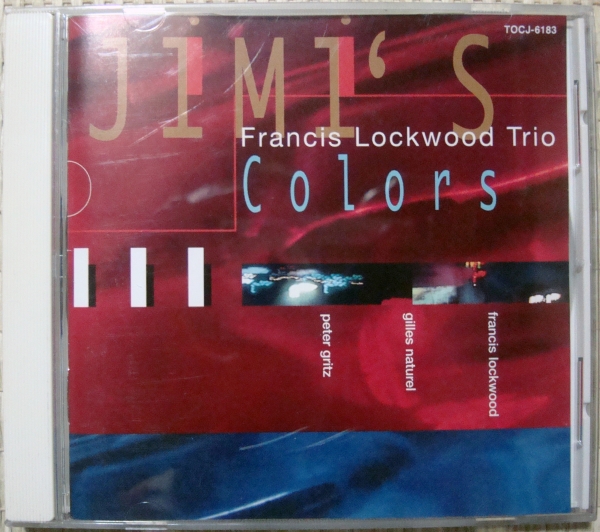 TOCJ-6183
JiMi‘S
Francis Lockwood Trio
Colors
peter gritz
gilles naturel
francis lockwood